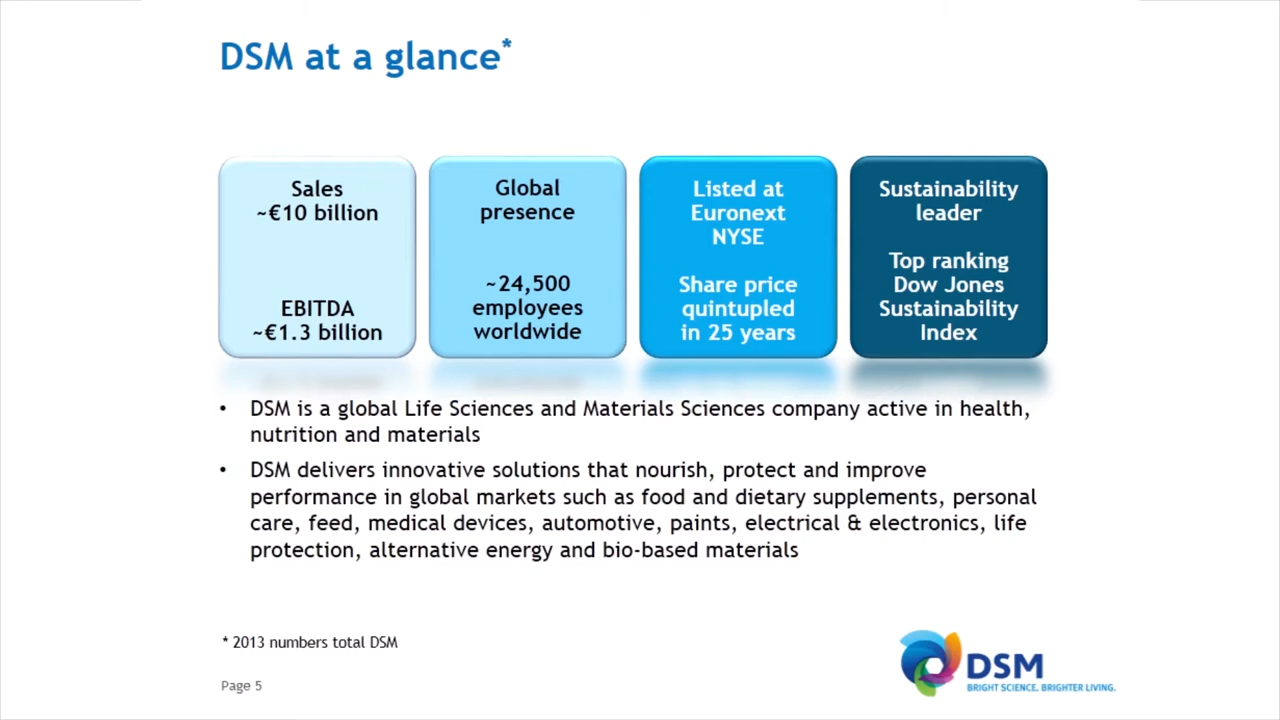 DSM at a glance*
Sales
~€10 billion
EBITDA
~€1.3 billion
Global
presence
~24,500
employees
worldwide
Listed at
Euronext
NYSE
Share price
quintupled
in 25 years
Sustainability
leader
Top ranking
Dow Jones
Sustainability
Index
• DSM is a global Life Sciences and Materials Sciences company active in health,
nutrition and materials
• DSM delivers innovative solutions that nourish, protect and improve
performance in global markets such as food and dietary supplements, personal
care, feed, medical devices, automotive, paints, electrical & electronics, life
protection, alternative energy and bio-based materials
* 2013 numbers total DSM
Page 5
DSM
BRIGHT SCIENCE. BRIGHTER LIVING.